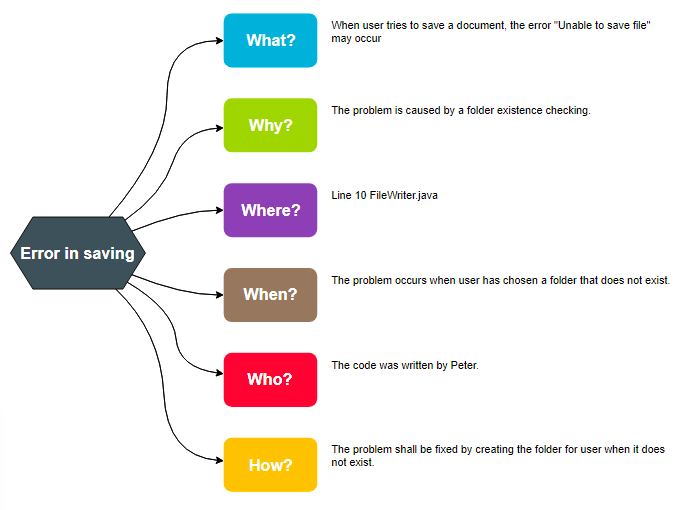 What?
When user tries to save a document, the error "Unable to save file"
may occur
Why?
The problem is caused by a folder existence checking.
Where?
Line 10 FileWriter.java
Error in saving
When?
The problem occurs when user has chosen a folder that does not exist.
Who?
The code was written by Peter.
How?
The problem shall be fixed by creating the folder for user when it does
not exist.